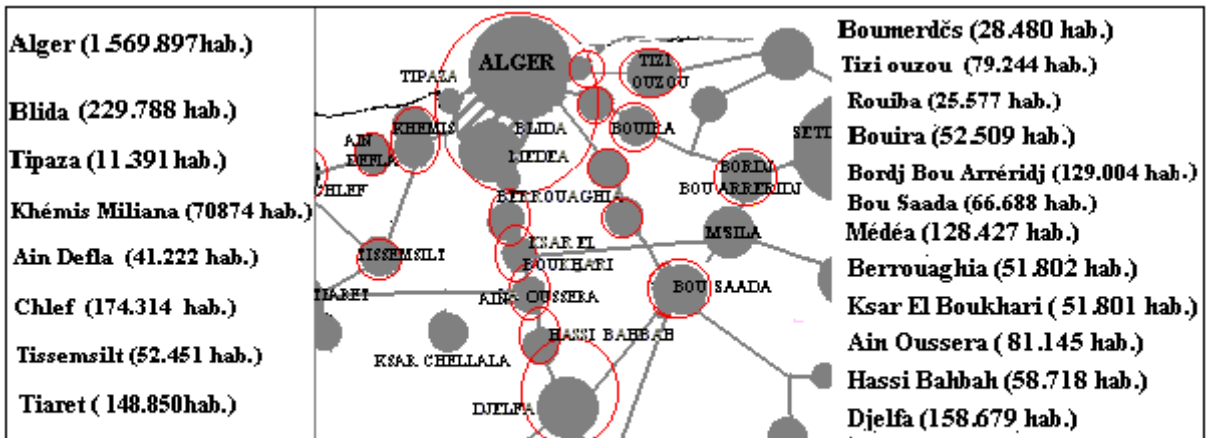 Alger (1.569.897hab.)
Blida (229.788 hab.)
Tipaza (11.391 hab.)
Khémis Miliana (70874 hab.)
Ain Defla (41.222 hab.)
Chlef (174.314 hab.)
Tissemsilt (52.451 hab.)
Tiaret ( 148.850hab.)
ALGER
TIPAZA
TIZI
OUZOU
KHEMIS
BLIDA
BOUIRA
SETI
AIN
DEFLA
MEDEA
BORDJ
CHLEF
BOU ARRERIDJ
BERROUAGHIA
TISSEMSILT
KSAR EL
BOUKHARI
M'SILA
TIARET
AIN OUSSERA
BOU SAADA
HASSI BAHBAH
KSAR CHELLALA
DJELFA
Boumerdčs (28.480 hab.)
Tizi ouzou (79.244 hab.)
Rouiba (25.577 hab.)
Bouira (52.509 hab.)
Bordj Bou Arréridj (129.004 hab.)
Bou Saada (66.688 hab.)
Médéa (128.427 hab.)
Berrouaghia (51.802 hab.)
Ksar El Boukhari ( 51.801 hab.)
Ain Oussera ( 81.145 hab.)
Hassi Bahbah (58.718 hab.)
Djelfa (158.679 hab.)